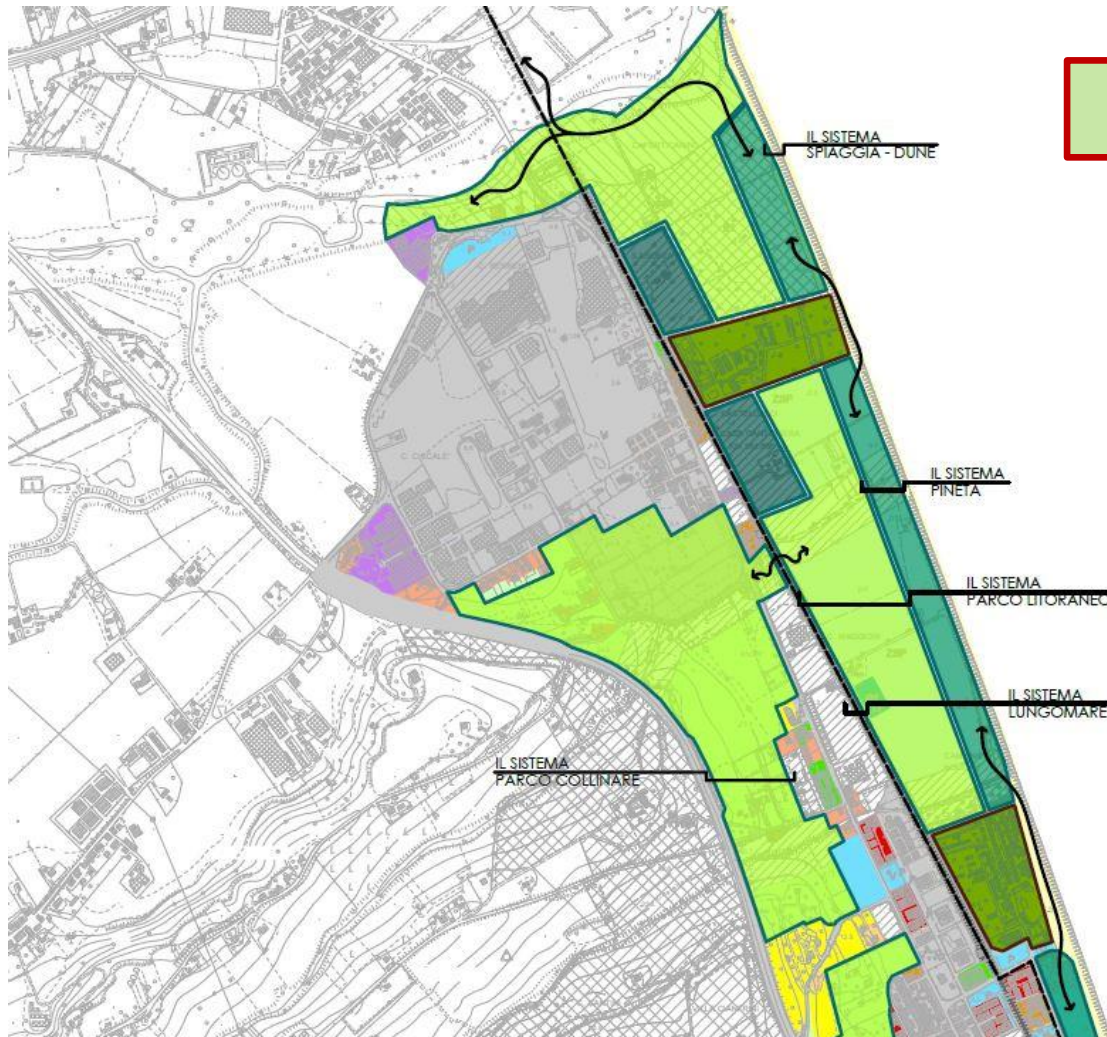 IL SISTEMA
SPIAGGIA - DUNE
IL SISTEMA
PINETA
IL SISTEMA
PARCO LITORANEO
IL SISTEMA
LUNGOMARE
IL SISTEMA
PARCO COLLINARE